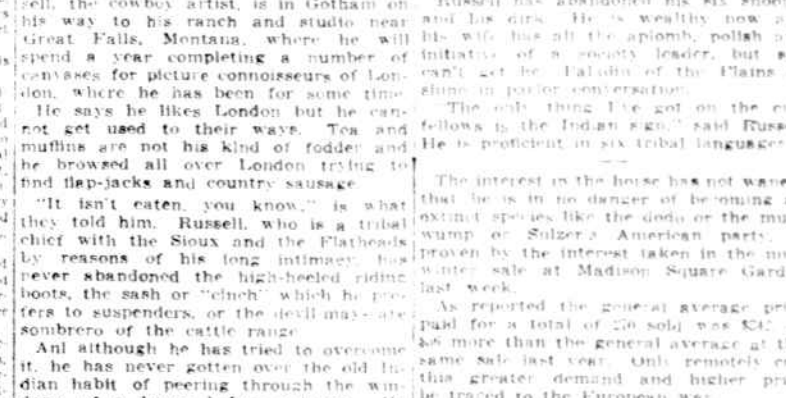 sell, the cowboy artist, is in Gotham on
his way to his ranch and studio near
Great Falls, Montana, where he will
spend a year completing a number of
canvases for picture connoisseurs of Lon-
don, where he has been for some time
He says he likes London but he can-
not get used to their ways. Tea and
muffins are not his kind of fodder and
he browsed all over London trying to
find flap-jacks and country sausage.
"It isn't eaten, you know," is what
they told him. Russell, who is a tribal
chief with the Sioux and the Flatheads
by reasons of his long intimacy, has
never abandoned the high-heeled riding
boots, the sash or "cinch" which he pre-
fers to suspenders, or the devil may-care
sombrero of the cattle range
Anl although he has tried to overcome
it, he has never gotten over the old In-
dian habit of peering through the win-
Russell has abandoned his six
and his dirk. He is wealthy now
his wife has all the aplomb, polish
initiative of a society leader, but
can't get her Paladin of the Plains
shine in parlor conversation.
"The only thing I've got on the
fellows is the Indian sign," said Russ
He is proficient in six tribal languages
The interest in the horse has not wane
that he is in no danger of becoming
extinct species like the dodo or the mu
wump or Sulzer's American party,
proven by the interest taken in the
winter sale at Madison Square Gard
last week.
As reported the general average pri
paid for a total of sold was
more than the general average at t
same sale last year. Only remotely
this greater demand and higher pri
be traced to the European war